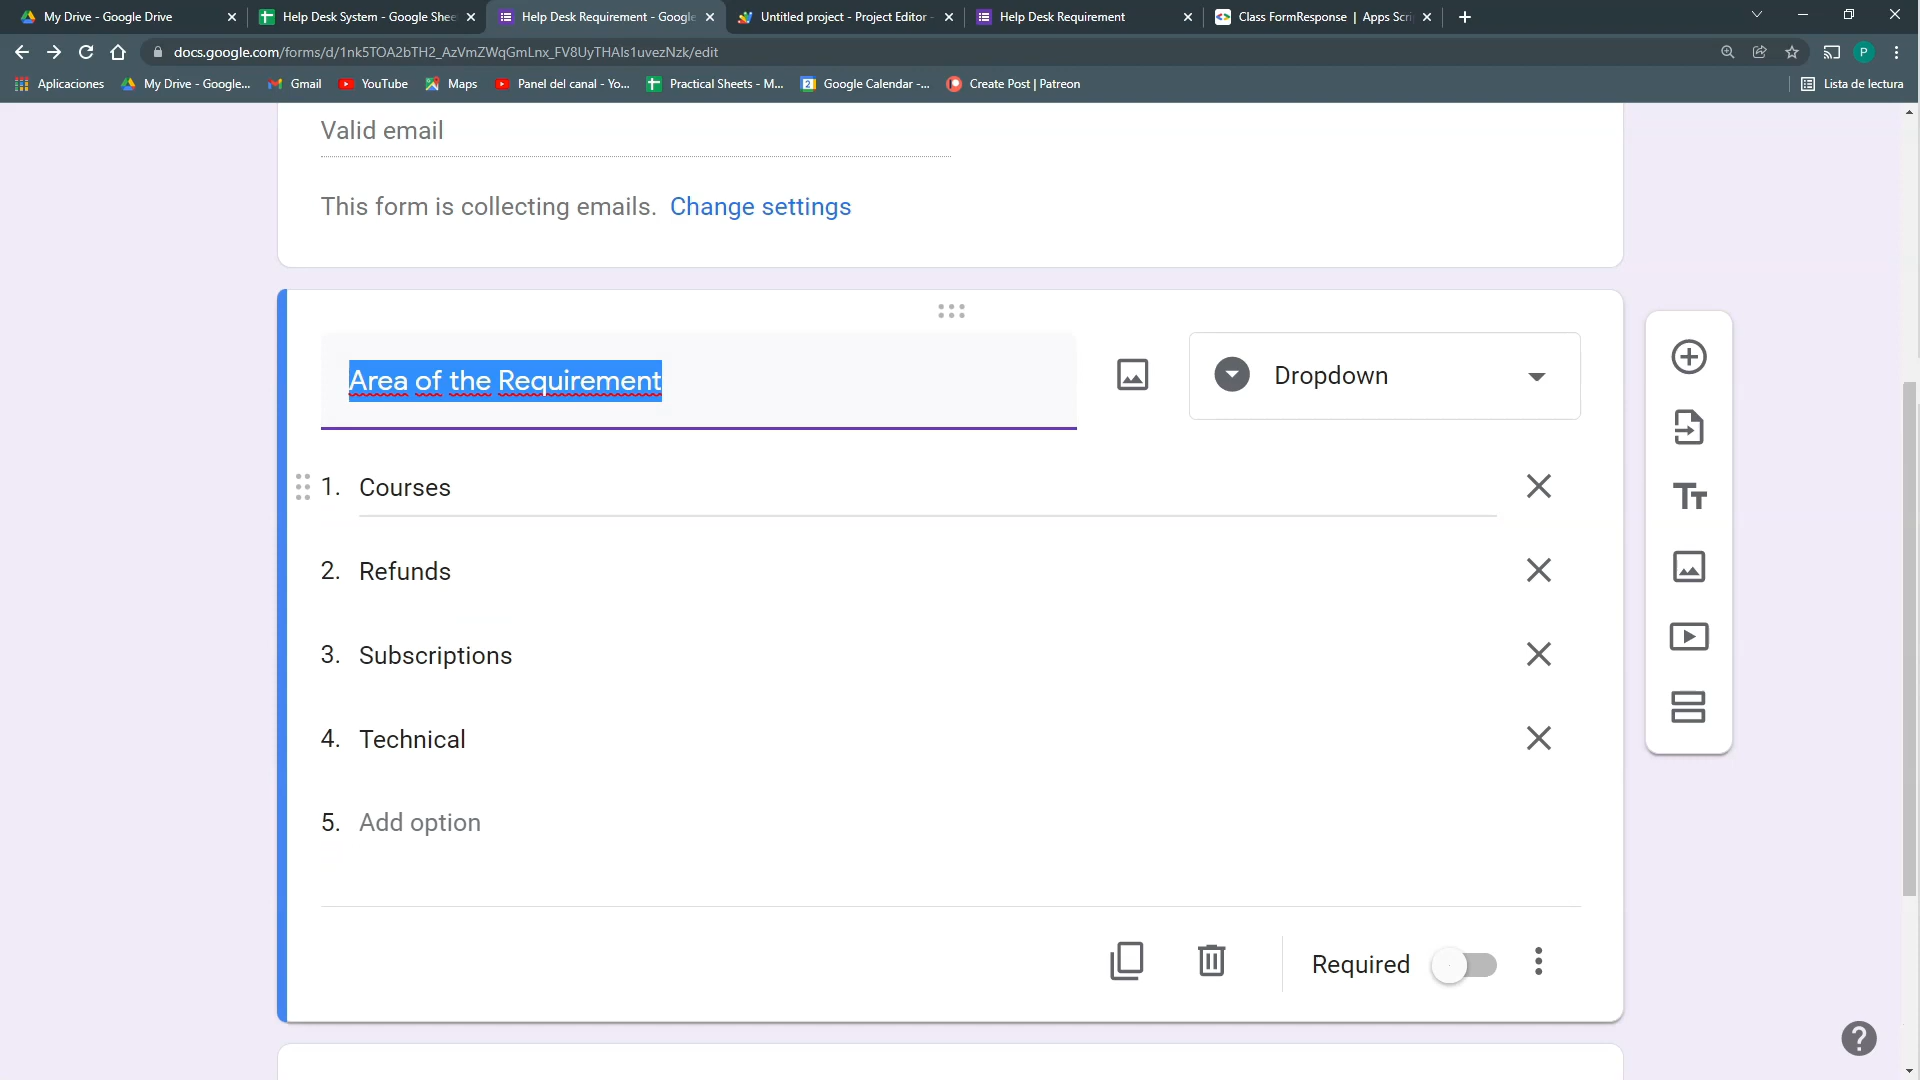 My Drive - Google Drive
Help Desk System - Google Shee
Help Desk Requirement - Google
Untitled project - Project Editor -
Help Desk Requirement
Class FormResponse | Apps Scri
docs.google.com/forms/d/1nk5TOA2bTH2_AzVmZWqGmLnx_FV8UyTHAIs1uvezNzk/edit
P
Aplicaciones
My Drive - Google...
Gmail
YouTube
Maps
Panel del canal - Yo...
Practical Sheets - M...
Google Calendar -...
Create Post | Patreon
Lista de lectura
Valid email
This form is collecting emails. Change settings
Area of the Requirement
Dropdown
1. Courses
2. Refunds
3. Subscriptions
4. Technical
5. Add option
Required